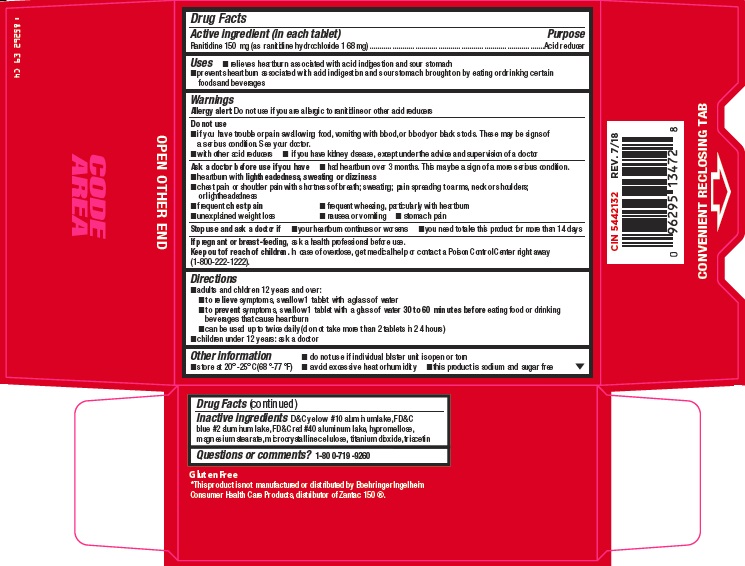 Drug Facts
Active ingredient (in each tablet) Purpose
Ranitidine 150 mg (as ranitidine hydrochloride 168 mg) Acid reducer
Uses ■ relieves heartburn associated with acid indigestion and sour stomach
■ prevents heartburn associated with acid indigestion and sour stomach brought on by eating or drinking certain
foods and beverages
Warnings
Allergy alert: Do not use if you are allergic to ranitidine or other acid reducers
Do not use
■ if you have trouble or pain swallowing food, vomiting with blood, or bloody or black stools. These may be signs of
a serious condition. See your doctor.
■ with other acid reducers ■ if you have kidney disease, except under the advice and supervision of a doctor
Ask a doctor before use if you have ■ had heartburn over 3 months. This may be a sign of a more serious condition.
■ heartburn with lightheadedness, sweating or dizziness
■ chest pain or shoulder pain with shortness of breath; sweating; pain spreading to arms, neck or shoulders;
or lightheadedness
■ frequent chest pain ■ frequent wheezing, particularly with heartburn
■ unexplained weight loss ■ nausea or vomiting ■ stomach pain
Stop use and ask a doctor if ■ your heartburn continues or worsens ■ you need to take this product for more than 14 days
If pregnant or breast-feeding, ask a health professional before use.
Keep out of reach of children. In case of overdose, get medical help or contact a Poison Control Center right away
(1-800-222-1222).
Directions
■ adults and children 12 years and over:
■ to relieve symptoms, swallow 1 tablet with a glass of water
■ to prevent symptoms, swallow 1 tablet with a glass of water 30 to 60 minutes before eating food or drinking
beverages that cause heartburn
■ can be used up to twice daily (do not take more than 2 tablets in 24 hours)
■ children under 12 years: ask a doctor
Other information ■ do not use if individual blister unit is open or torn
■ store at 20°-25°C (68°-77°F) ■ avoid excessive heat or humidity ■ this product is sodium and sugar free
Drug Facts (continued)
Inactive ingredients D&C yellow #10 aluminum lake, FD&C
blue #2 aluminum lake, FD&C red #40 aluminum lake, hypromellose,
magnesium stearate, microcrystalline cellulose, titanium dioxide, triacetin
Questions or comments? 1-800-719-9260
Gluten Free
*This product is not manufactured or distributed by Boehringer Ingelheim
Consumer Health Care Products, distributor of Zantac 150 ®.
OPEN OTHER END
CODE
AREA
CIN 5442132 REV. 7/18
0 96295 13472 8
CONVENIENT RECLOSING TAB